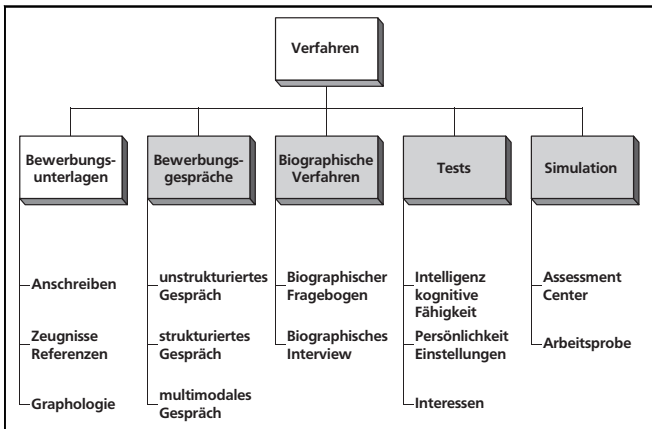 Verfahren
Bewerbungs-
unterlagen
Bewerbungs-
gespräche
Biographische
Verfahren
Tests
Simulation
Anschreiben
Zeugnisse
Referenzen
Graphologie
unstrukturiertes
Gespräch
strukturiertes
Gespräch
multimodales
Gespräch
Biographischer
Fragebogen
Biographisches
Interview
Intelligenz
kognitive
Fähigkeit
Persönlichkeit
Einstellungen
Interessen
Assessment
Center
Arbeitsprobe